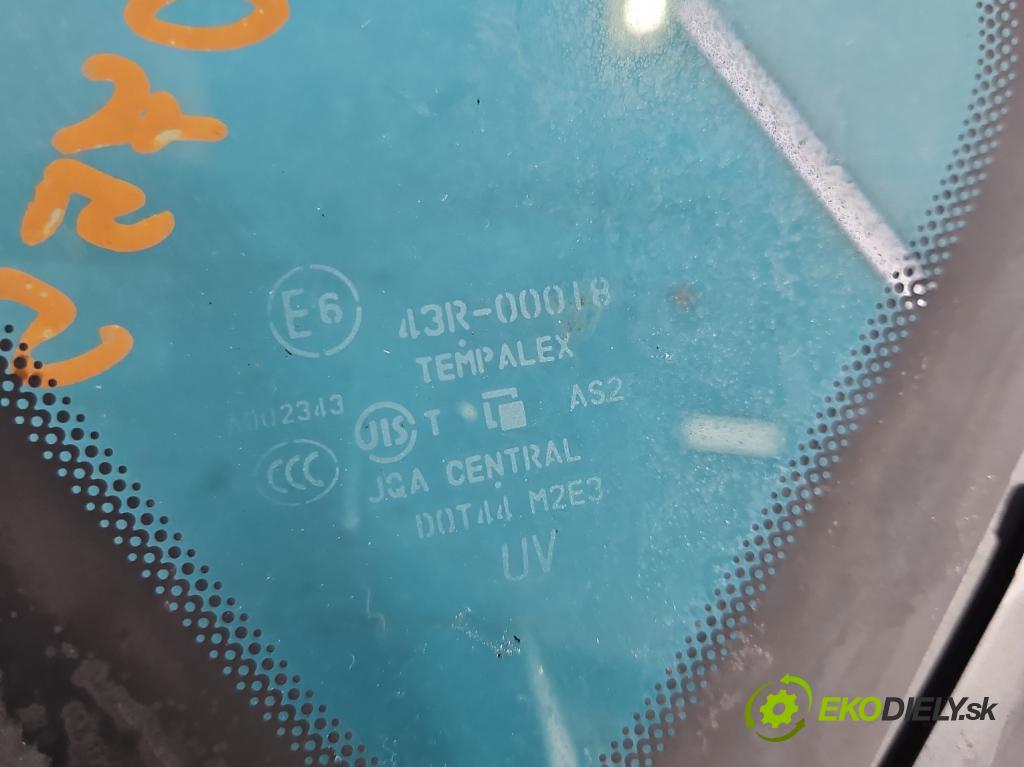 E6 43R-00018
TEMPALEX
A002343 JIS T AS2
CCC JQA CENTRAL
DOT44 M2E3
UV
EKODIELY.sk